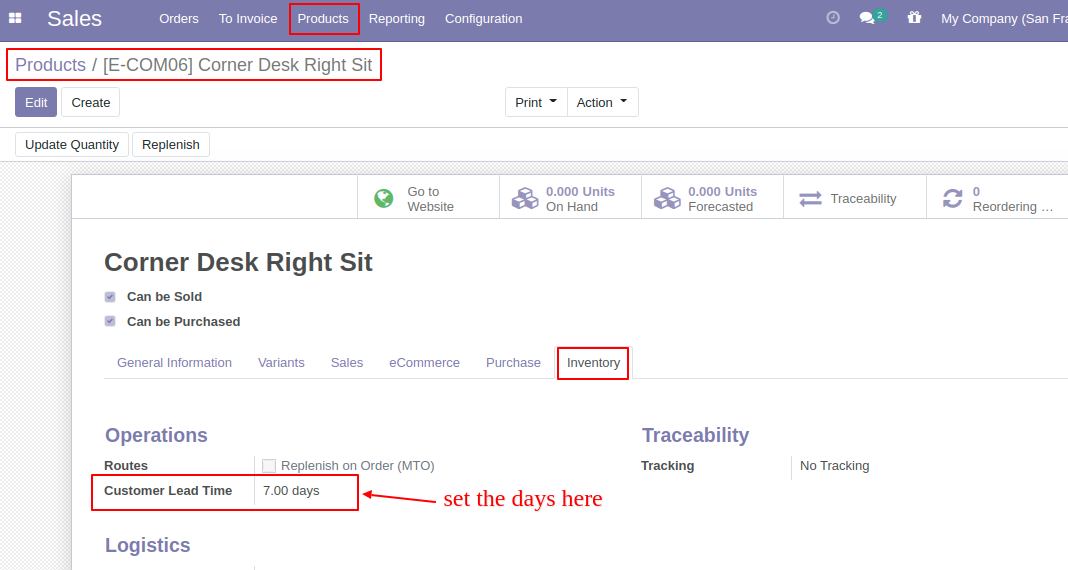 Sales Orders To Invoice Products Reporting Configuration 2 My Company (San Fra
Products / [E-COM06] Corner Desk Right Sit
Edit Create Print Action
Update Quantity Replenish
Go to Website
0.000 Units On Hand
0.000 Units Forecasted
Traceability
0 Reordering ...
Corner Desk Right Sit
Can be Sold
Can be Purchased
General Information Variants Sales eCommerce Purchase Inventory
Operations
Routes Replenish on Order (MTO)
Customer Lead Time 7.00 days
set the days here
Traceability
Tracking No Tracking
Logistics